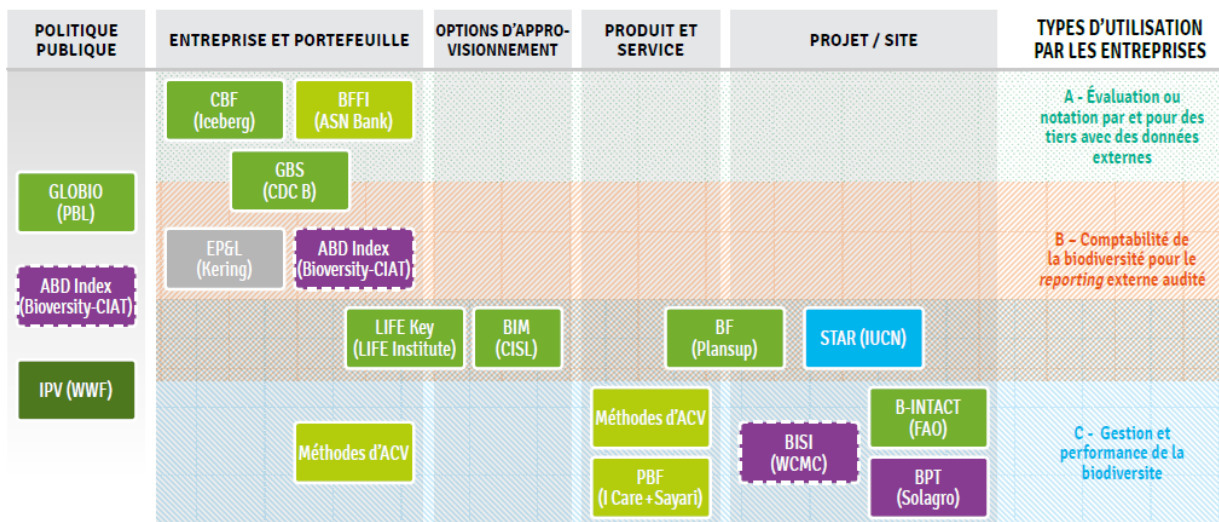 POLITIQUE
PUBLIQUE
ENTREPRISE ET PORTEFEUILLE
OPTIONS D’APPRO-
VISIONNEMENT
PRODUIT ET
SERVICE
PROJET / SITE
TYPES D’UTILISATION
PAR LES ENTREPRISES
CBF
(Iceberg)
BFFI
(ASN Bank)
A - Évaluation ou
notation par et pour des
tiers avec des données
externes
GBS
(CDC B)
GLOBIO
(PBL)
EP&L
(Kering)
ABD Index
(Bioversity-CIAT)
B – Comptabilité de
la biodiversité pour le
reporting externe audité
ABD Index
(Bioversity-CIAT)
LIFE Key
(LIFE Institute)
BIM
(CISL)
BF
(Plansup)
STAR (IUCN)
IPV (WWF)
Méthodes d’ACV
Méthodes d’ACV
BISI
(WCMC)
B-INTACT
(FAO)
C - Gestion et
performance de la
biodiversite
PBF
(I Care + Sayari)
BPT
(Solagro)